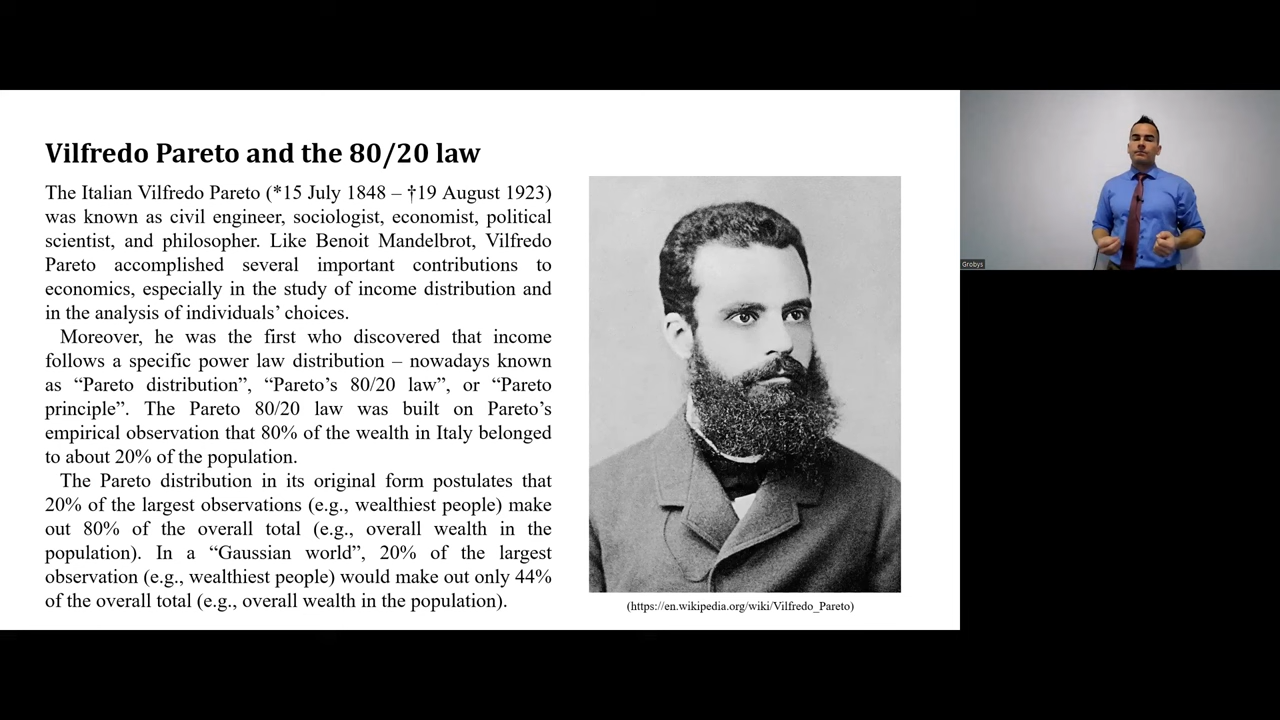 Vilfredo Pareto and the 80/20 law
The Italian Vilfredo Pareto (*15 July 1848 – †19 August 1923)
was known as civil engineer, sociologist, economist, political
scientist, and philosopher. Like Benoit Mandelbrot, Vilfredo
Pareto accomplished several important contributions to
economics, especially in the study of income distribution and
in the analysis of individuals’ choices.
Moreover, he was the first who discovered that income
follows a specific power law distribution – nowadays known
as “Pareto distribution”, “Pareto’s 80/20 law”, or “Pareto
principle”. The Pareto 80/20 law was built on Pareto’s
empirical observation that 80% of the wealth in Italy belonged
to about 20% of the population.
The Pareto distribution in its original form postulates that
20% of the largest observations (e.g., wealthiest people) make
out 80% of the overall total (e.g., overall wealth in the
population). In a “Gaussian world”, 20% of the largest
observation (e.g., wealthiest people) would make out only 44%
of the overall total (e.g., overall wealth in the population).
(https://en.wikipedia.org/wiki/Vilfredo_Pareto)
Grobys